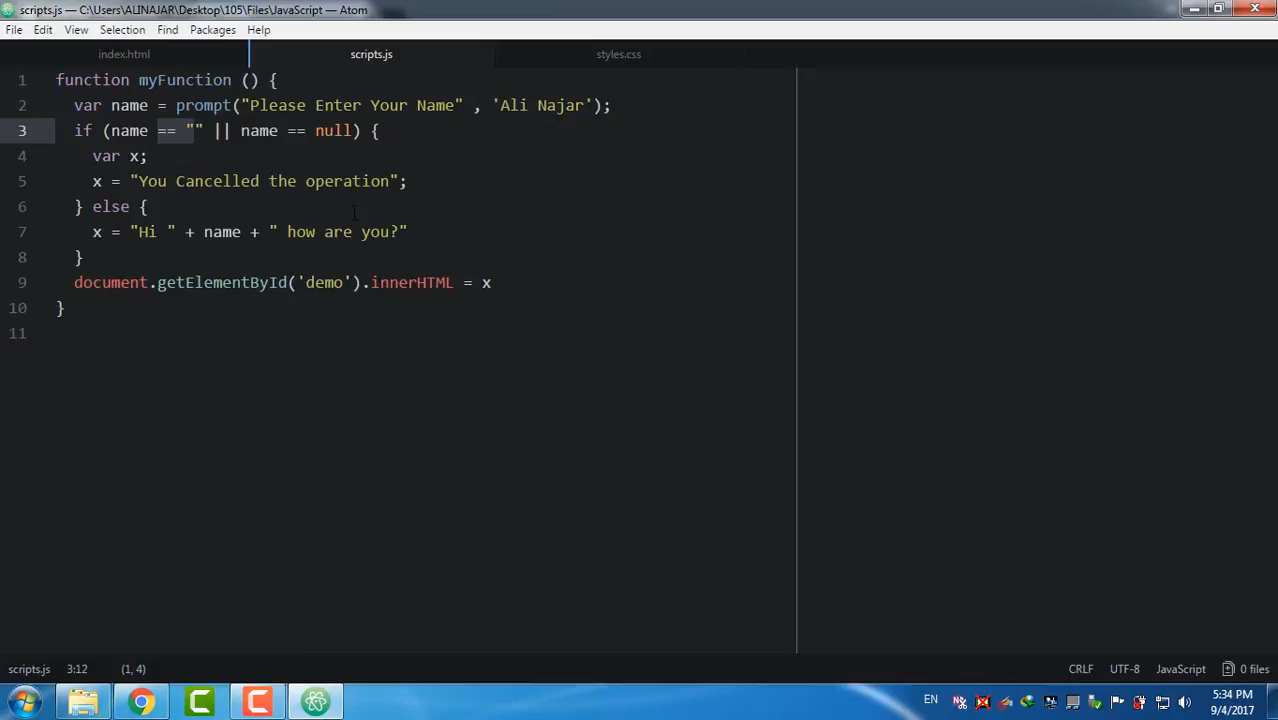 scripts.js — C:\Users\ALINAJAR\Desktop\105\Files\JavaScript — Atom
File Edit View Selection Find Packages Help
index.html scripts.js styles.css
1 function myFunction () {
2 var name = prompt("Please Enter Your Name" , 'Ali Najar');
3 if (name == "" || name == null) {
4 var x;
5 x = "You Cancelled the operation";
6 } else {
7 x = "Hi " + name + " how are you?"
8 }
9 document.getElementById('demo').innerHTML = x
10 }
11
scripts.js 3:12 (1, 4) CRLF UTF-8 JavaScript 0 files
EN 5:34 PM
9/4/2017